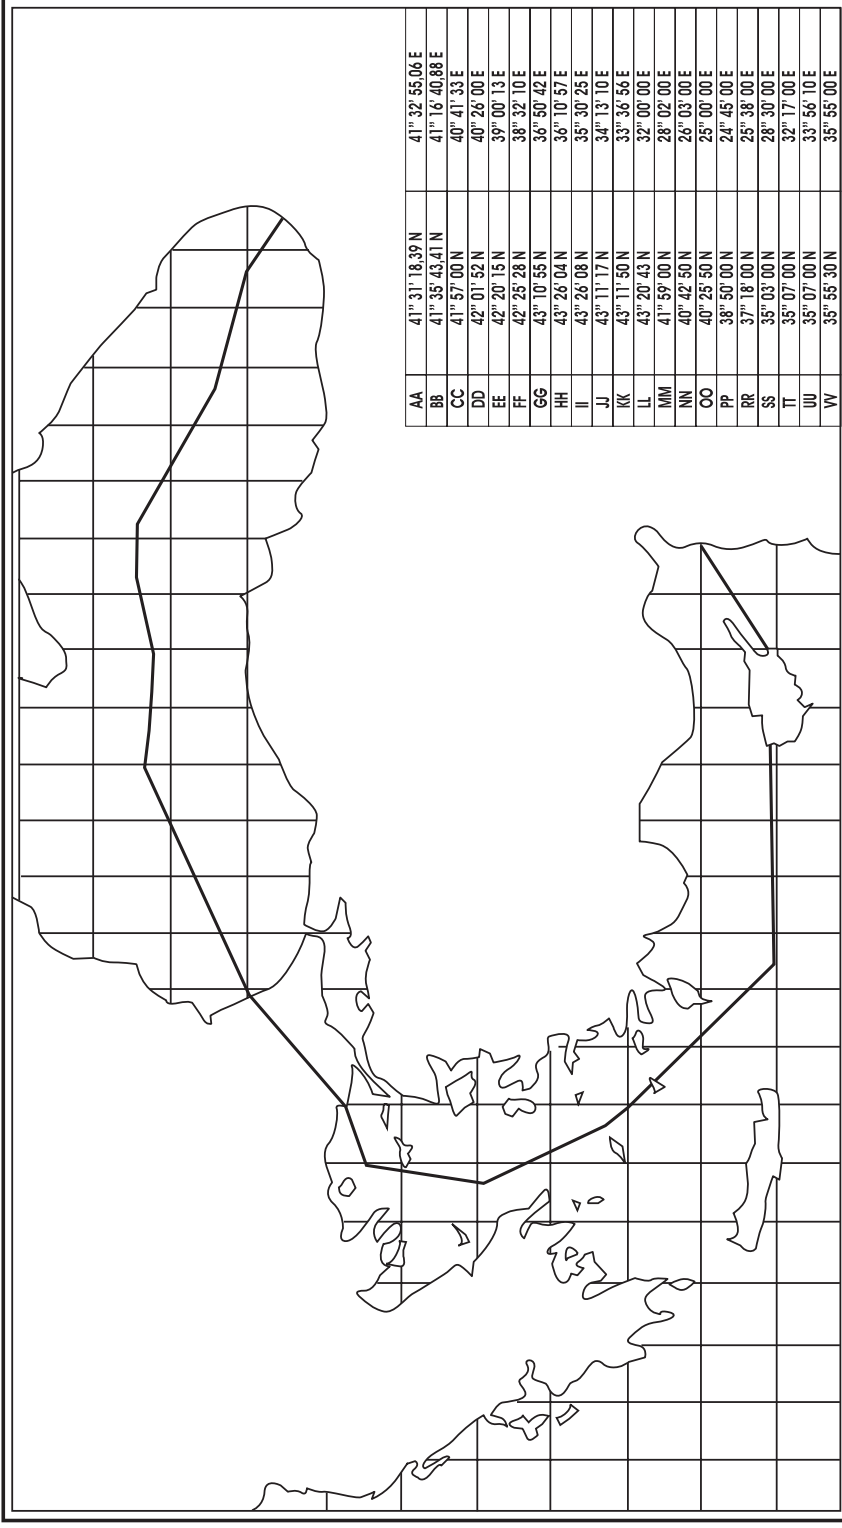 AA 41" 31' 18,39 N 41" 32' 55,06 E
BB 41" 35' 43,41 N 41" 16' 40,88 E
CC 41" 57' 00 N 40" 41' 33 E
DD 42" 01' 52 N 40" 26' 00 E
EE 42" 20' 15 N 39" 00' 13 E
FF 42" 25' 28 N 38" 32' 10 E
GG 43" 10' 55 N 36" 50' 42 E
HH 43" 26' 04 N 36" 10' 57 E
II 43" 26' 08 N 35" 30' 25 E
JJ 43" 11' 17 N 34" 13' 10 E
KK 43" 11' 50 N 33" 36' 56 E
LL 43" 20' 43 N 32" 00' 00 E
MM 41" 59' 00 N 28" 02' 00 E
NN 40" 42' 50 N 26" 03' 00 E
OO 40" 25' 50 N 25" 00' 00 E
PP 38" 50' 00 N 24" 45' 00 E
RR 37" 18' 00 N 25" 38' 00 E
SS 35" 03' 00 N 28" 30' 00 E
TT 35" 07' 00 N 32" 17' 00 E
UU 35" 07' 00 N 33" 56' 10 E
VV 35" 55' 30 N 35" 55' 00 E